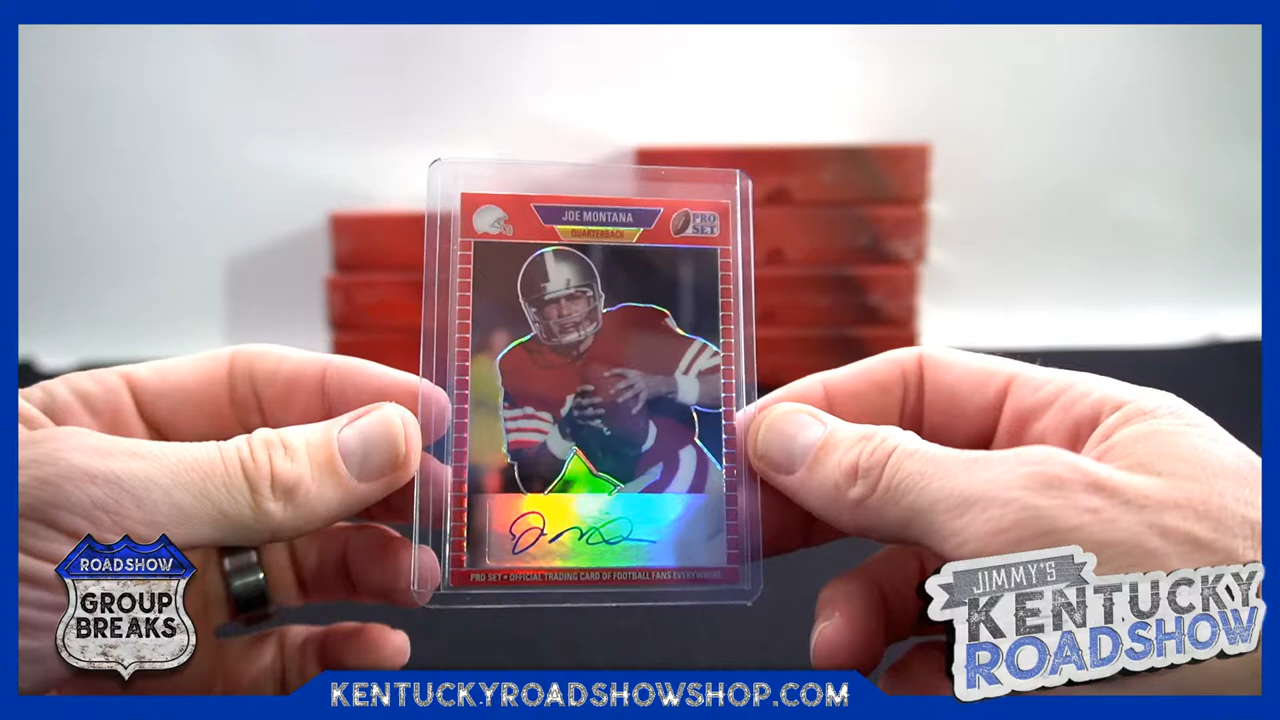 JOE MONTANA
QUARTERBACK
PRO
SET
PRO SET • OFFICIAL TRADING CARD OF FOOTBALL FANS EVERYWHERE
ROADSHOW
GROUP
BREAKS
JIMMY'S
KENTUCKY
ROADSHOW
KENTUCKYROADSHOWSHOP.COM